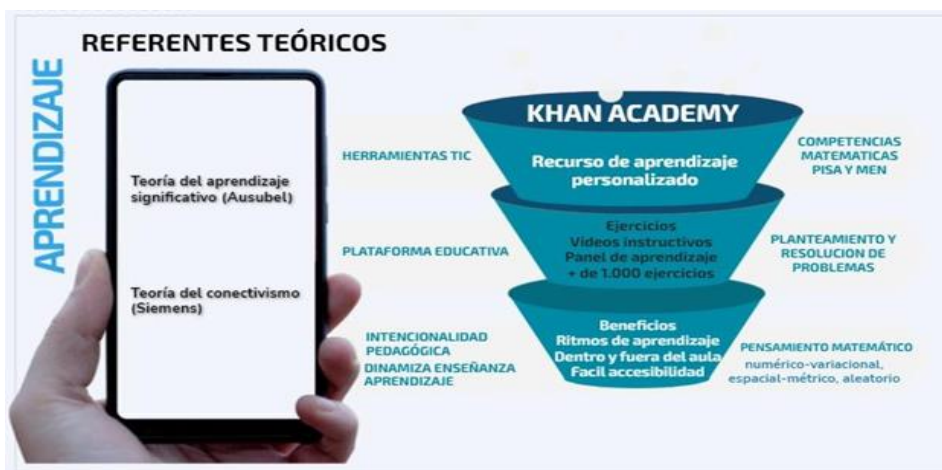 REFERENTES TEÓRICOS
APRENDIZAJE
Teoría del aprendizaje
significativo (Ausubel)
Teoría del conectivismo
(Siemens)
HERRAMIENTAS TIC
PLATAFORMA EDUCATIVA
INTENCIONALIDAD
PEDAGÓGICA
DINAMIZA ENSEÑANZA
APRENDIZAJE
KHAN ACADEMY
Recurso de aprendizaje
personalizado
Ejercicios
Videos instructivos
Panel de aprendizaje
+ de 1.000 ejercicios
Beneficios
Ritmos de aprendizaje
Dentro y fuera del aula
Facil accesibilidad
COMPETENCIAS
MATEMATICAS
PISA Y MEN
PLANTEAMIENTO Y
RESOLUCION DE
PROBLEMAS
PENSAMIENTO MATEMÁTICO
numérico-variacional,
espacial-métrico, aleatorio